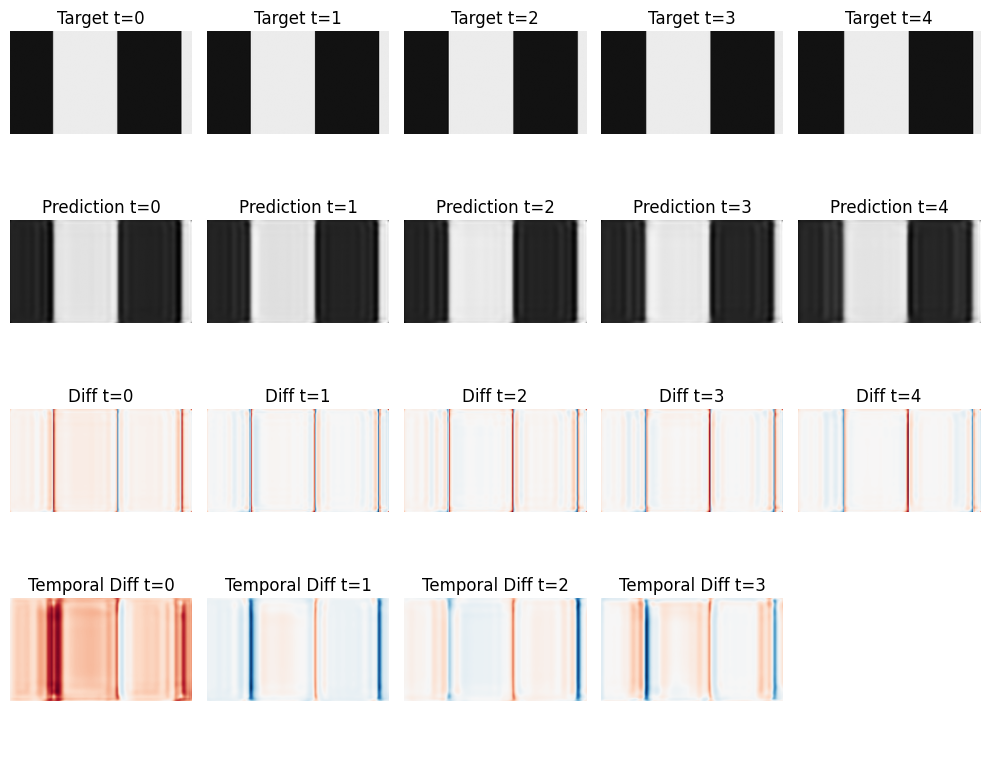 Target t=0 Target t=1 Target t=2 Target t=3 Target t=4
Prediction t=0 Prediction t=1 Prediction t=2 Prediction t=3 Prediction t=4
Diff t=0 Diff t=1 Diff t=2 Diff t=3 Diff t=4
Temporal Diff t=0 Temporal Diff t=1 Temporal Diff t=2 Temporal Diff t=3